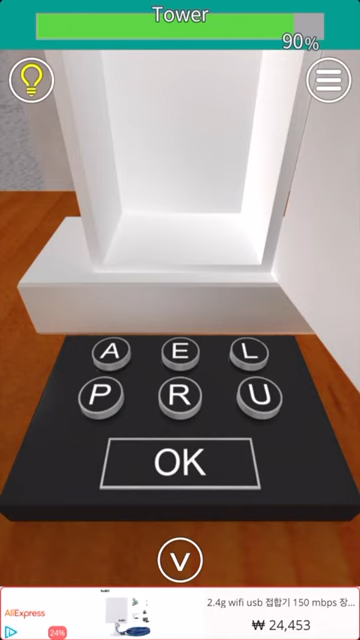 Tower
90%
A E L
P R U
OK
V
AliExpress
24%
2.4g wifi usb 접합기 150 mbps 장...
₩ 24,453